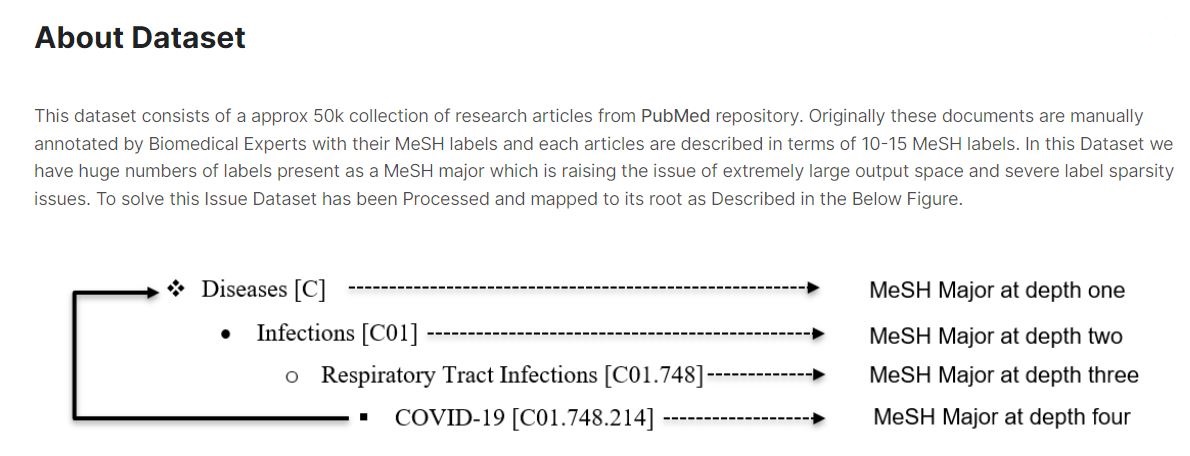 About Dataset
This dataset consists of a approx 50k collection of research articles from PubMed repository. Originally these documents are manually
annotated by Biomedical Experts with their MeSH labels and each articles are described in terms of 10-15 MeSH labels. In this Dataset we
have huge numbers of labels present as a MeSH major which is raising the issue of extremely large output space and severe label sparsity
issues. To solve this Issue Dataset has been Processed and mapped to its root as Described in the Below Figure.
❖ Diseases [C] MeSH Major at depth one
• Infections [C01] MeSH Major at depth two
o Respiratory Tract Infections [C01.748] MeSH Major at depth three
▪ COVID-19 [C01.748.214] MeSH Major at depth four